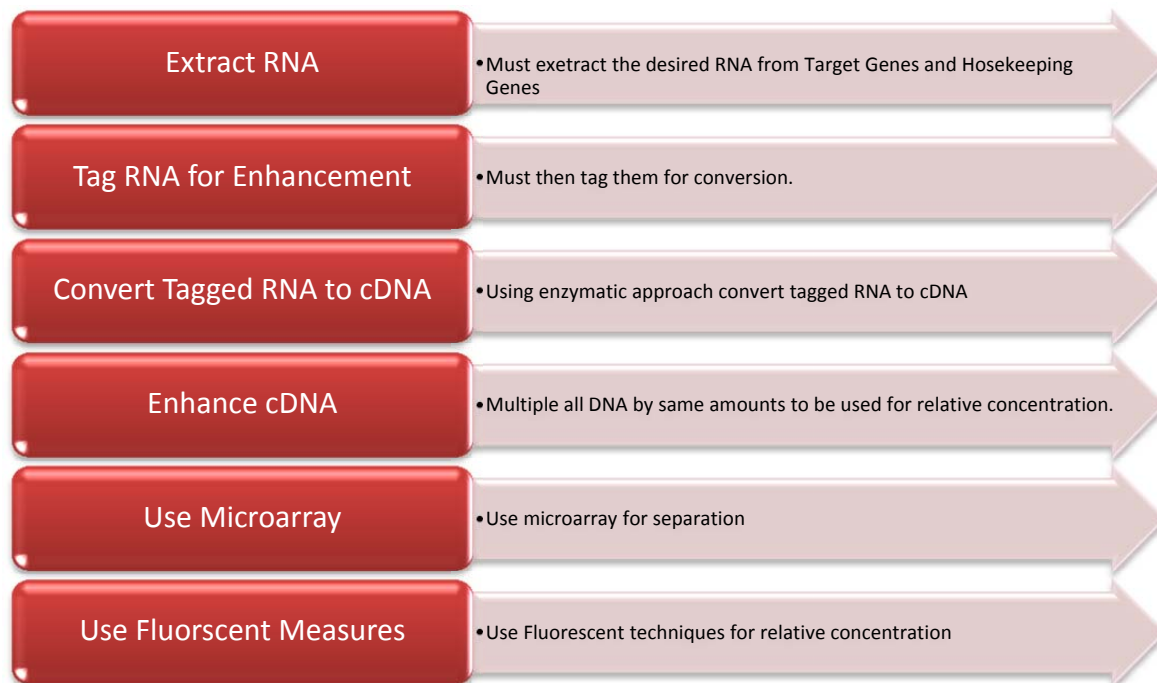 Extract RNA
•Must exetract the desired RNA from Target Genes and Hosekeeping
Genes
Tag RNA for Enhancement
•Must then tag them for conversion.
Convert Tagged RNA to cDNA
•Using enzymatic approach convert tagged RNA to cDNA
Enhance cDNA
•Multiple all DNA by same amounts to be used for relative concentration.
Use Microarray
•Use microarray for separation
Use Fluorscent Measures
•Use Fluorescent techniques for relative concentration